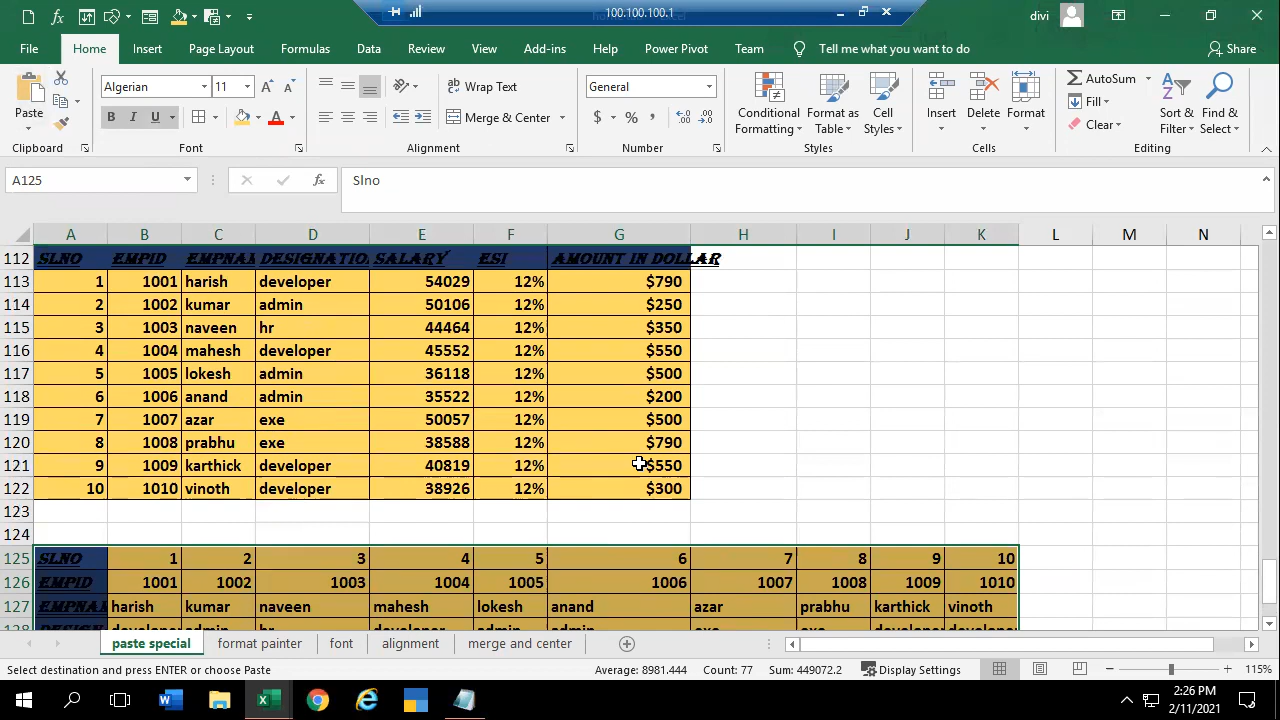 100.100.100.1
divi
File Home Insert Page Layout Formulas Data Review View Add-ins Help Power Pivot Team Tell me what you want to do Share
Algerian 11 Wrap Text General AutoSum
Paste B I U Merge & Center $ % , Conditional Formatting Format as Table Cell Styles Insert Delete Format Fill Clear Sort & Filter Find & Select
Clipboard Font Alignment Number Styles Cells Editing
A125 fx Slno
A B C D E F G H I J K L M N
112 SLNO EMPID EMPNA DESIGNATIO SALARY ESI AMOUNT IN DOLLAR
113 1 1001 harish developer 54029 12% $790
114 2 1002 kumar admin 50106 12% $250
115 3 1003 naveen hr 44464 12% $350
116 4 1004 mahesh developer 45552 12% $550
117 5 1005 lokesh admin 36118 12% $500
118 6 1006 anand admin 35522 12% $200
119 7 1007 azar exe 50057 12% $500
120 8 1008 prabhu exe 38588 12% $790
121 9 1009 karthick developer 40819 12% $550
122 10 1010 vinoth developer 38926 12% $300
123
124
125 SLNO 1 2 3 4 5 6 7 8 9 10
126 EMPID 1001 1002 1003 1004 1005 1006 1007 1008 1009 1010
127 EMPNA harish kumar naveen mahesh lokesh anand azar prabhu karthick vinoth
paste special format painter font alignment merge and center
Select destination and press ENTER or choose Paste Average: 8981.444 Count: 77 Sum: 449072.2 Display Settings 115%
2:26 PM
2/11/2021